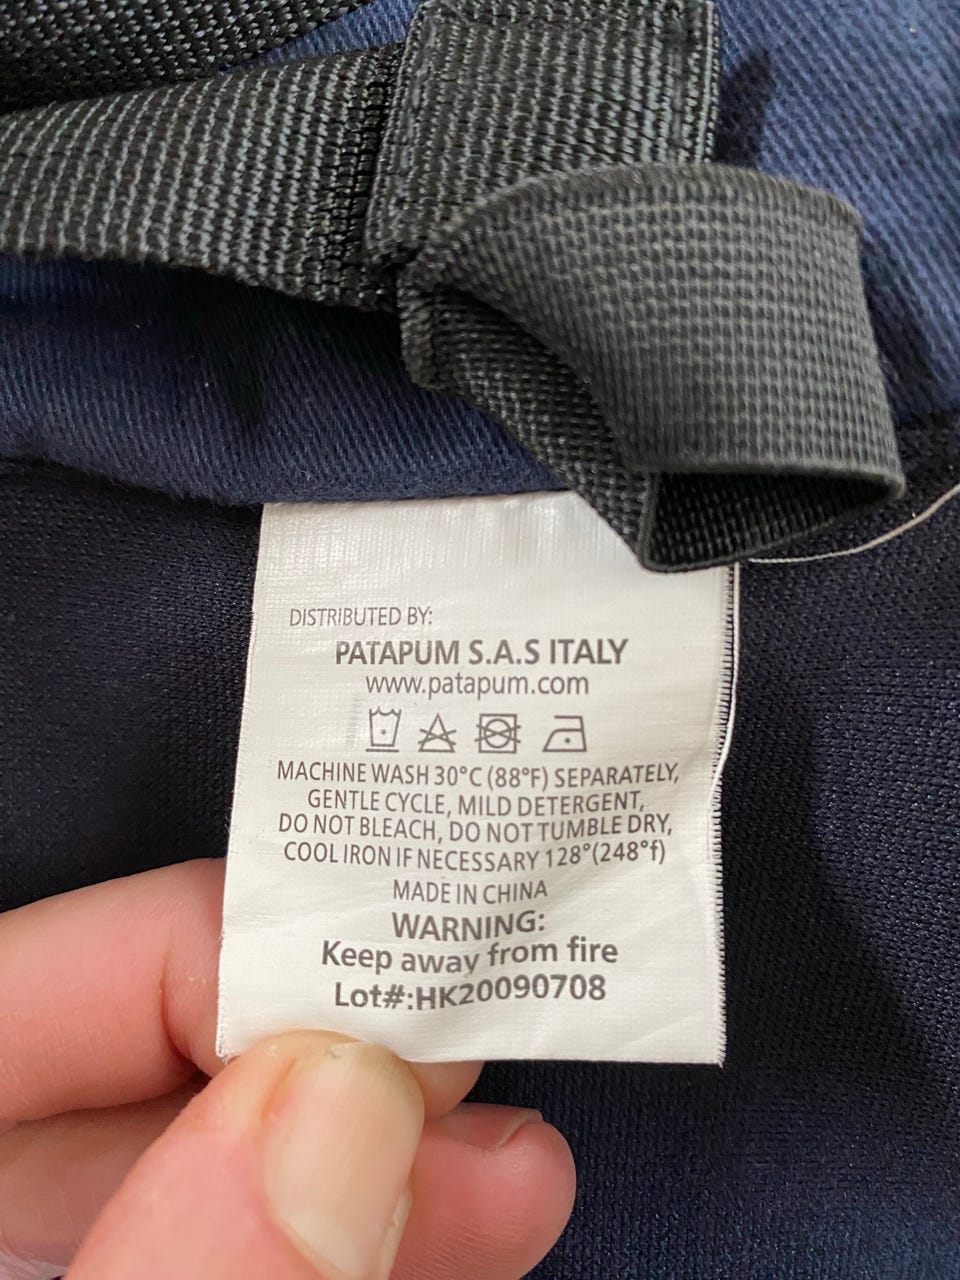 DISTRIBUTED BY:
PATAPUM S.A.S ITALY
www.patapum.com
MACHINE WASH 30°C (88°F) SEPARATELY,
GENTLE CYCLE, MILD DETERGENT,
DO NOT BLEACH, DO NOT TUMBLE DRY,
COOL IRON IF NECESSARY 128°(248°f)
MADE IN CHINA
WARNING:
Keep away from fire
Lot#:HK20090708